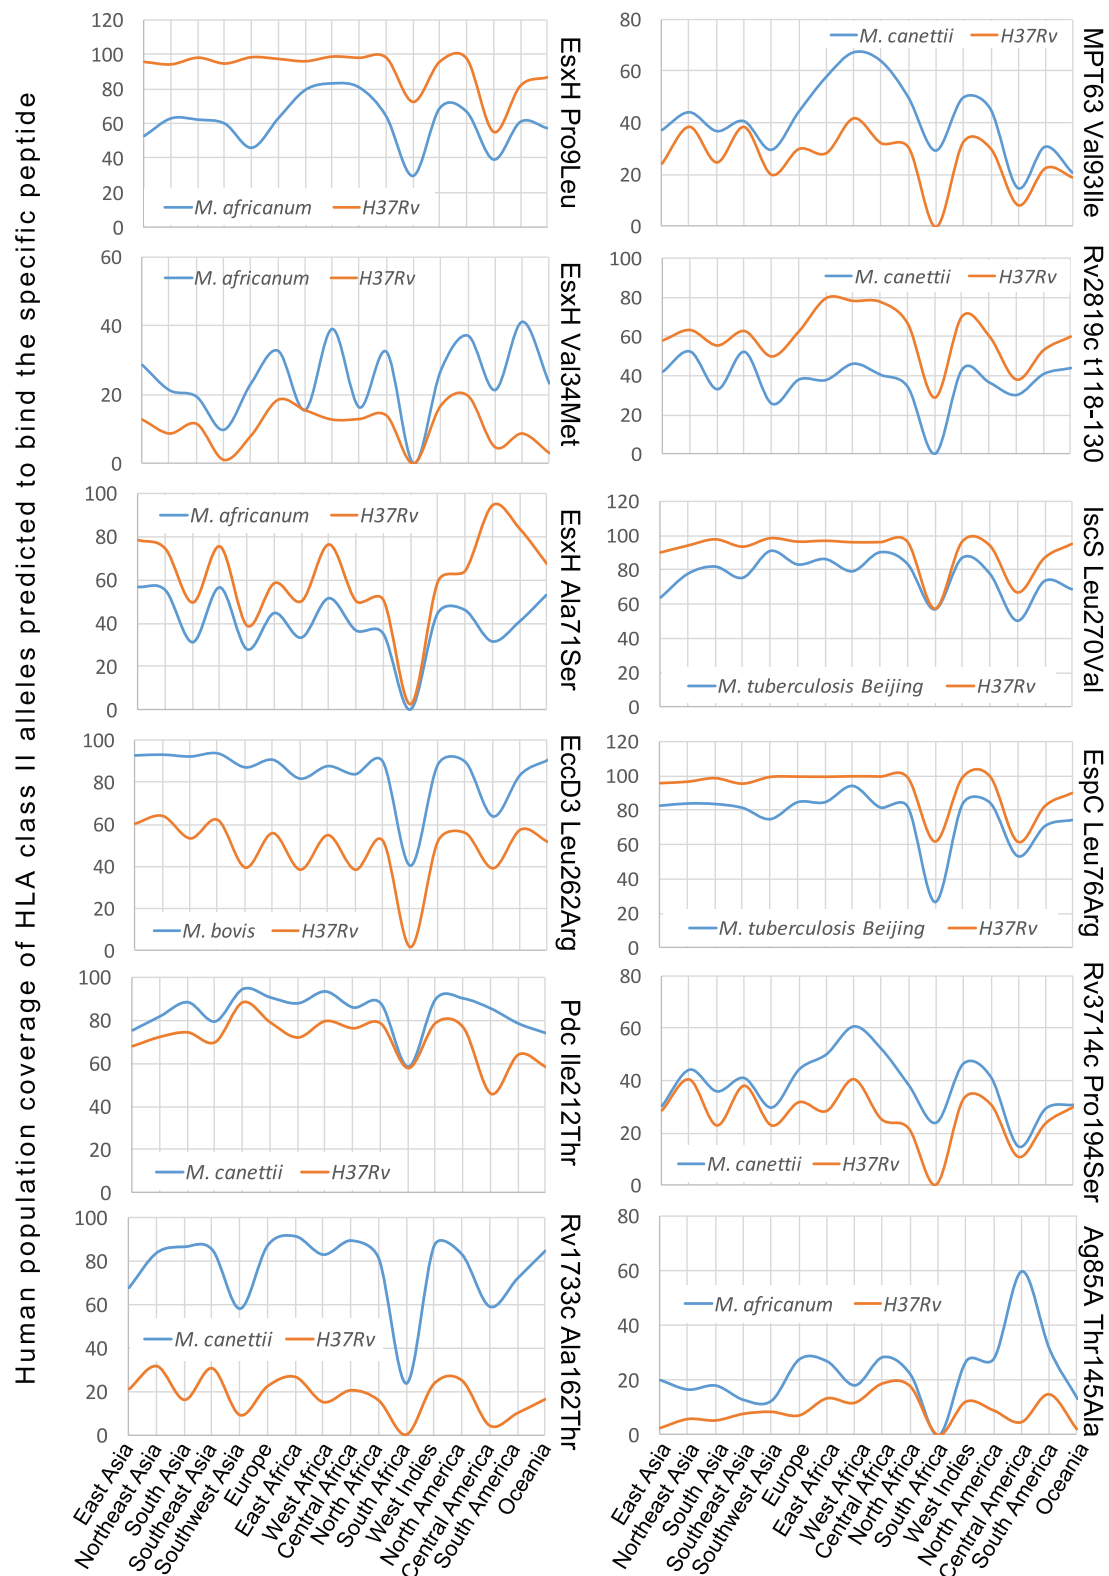 Human population coverage of HLA class II alleles predicted to bind the specific peptide
120
100
80
60
40
20
0
M. africanum
H37Rv
EsxH Pro9Leu
60
40
20
0
M. africanum
H37Rv
EsxH Val34Met
100
80
60
40
20
0
M. africanum
H37Rv
EsxH Ala71Ser
100
80
60
40
20
0
M. bovis
H37Rv
EccD3 Leu262Arg
100
80
60
40
20
0
M. canettii
H37Rv
Pdc Ile212Thr
100
80
60
40
20
0
M. canettii
H37Rv
Rv1733c Ala162Thr
East Asia
Northeast Asia
South Asia
Southeast Asia
Southwest Asia
Europe
East Africa
West Africa
Central Africa
North Africa
South Africa
West Indies
North America
Central America
South America
Oceania
80
60
40
20
0
M. canettii
H37Rv
MPT63 Val93Ile
100
80
60
40
20
0
M. canettii
H37Rv
Rv2819c t118-130
120
100
80
60
40
20
0
M. tuberculosis Beijing
H37Rv
IscS Leu270Val
120
100
80
60
40
20
0
M. tuberculosis Beijing
H37Rv
EspC Leu76Arg
80
60
40
20
0
M. canettii
H37Rv
Rv3714c Pro194Ser
80
60
40
20
0
M. africanum
H37Rv
Ag85A Thr145Ala
East Asia
Northeast Asia
South Asia
Southeast Asia
Southwest Asia
Europe
East Africa
West Africa
Central Africa
North Africa
South Africa
West Indies
North America
Central America
South America
Oceania